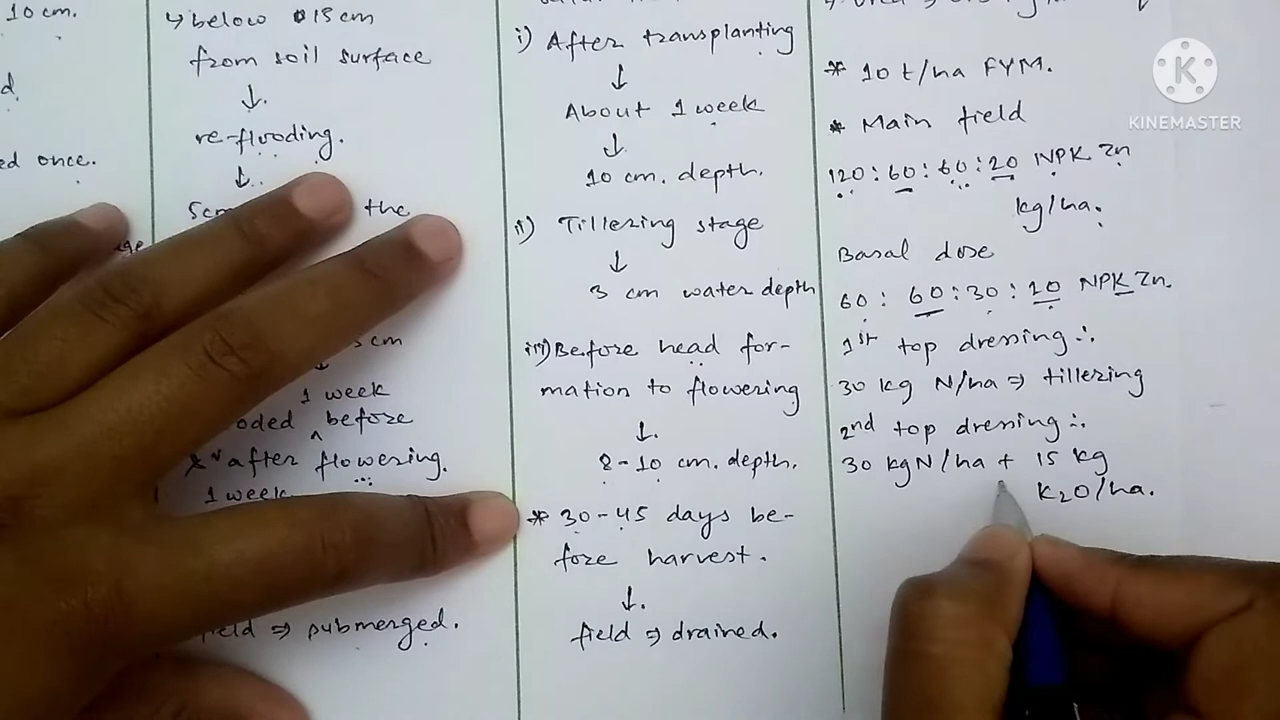 10 cm.
d
ed once.
ge
↳ below 15 cm
from soil surface
↓
re-flooding.
↓
5cm the
3 cm
↓
1 week
oded before
^
& after flowering.
1 week
field ⇒ submerged.
i) After transplanting
↓
About 1 week
↓
10 cm. depth.
ii) Tillering stage
↓
3 cm water depth
iii) Before head for-
mation to flowering
↓
8-10 cm. depth.
* 30-45 days be-
fore harvest.
↓
field ⇒ drained.
* 10 t/ha FYM.
* Main field
120 : 60 : 60 : 20 NPK Zn
kg/ha.
Basal dose
60 : 60 : 30 : 10 NPK Zn.
1st top dressing :.
30 kg N/ha ⇒ tillering
2nd top dressing :.
30 kgN/ha + 15 kg
K2O/ha.
KINEMASTER